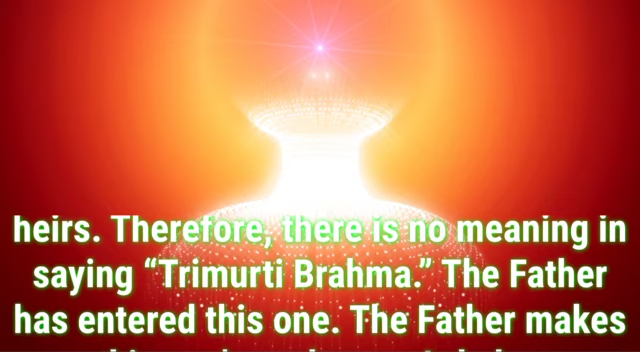 heirs. Therefore, there is no meaning in
saying “Trimurti Brahma.” The Father
has entered this one. The Father makes